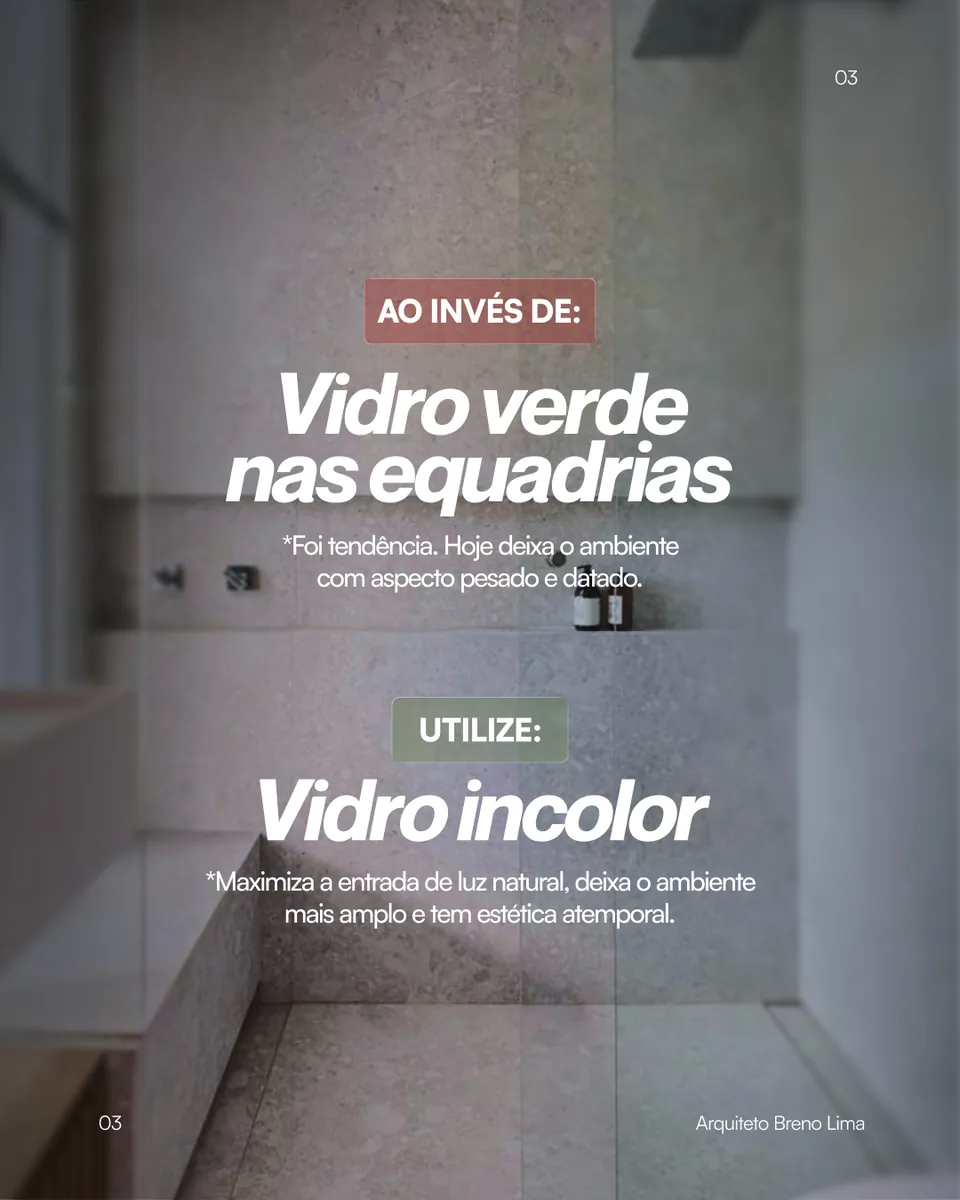 03
AO INVÉS DE:
Vidro verde
nas equadrias
*Foi tendência. Hoje deixa o ambiente
com aspecto pesado e datado.
UTILIZE:
Vidro incolor
*Maximiza a entrada de luz natural, deixa o ambiente
mais amplo e tem estética atemporal.
03
Arquiteto Breno Lima